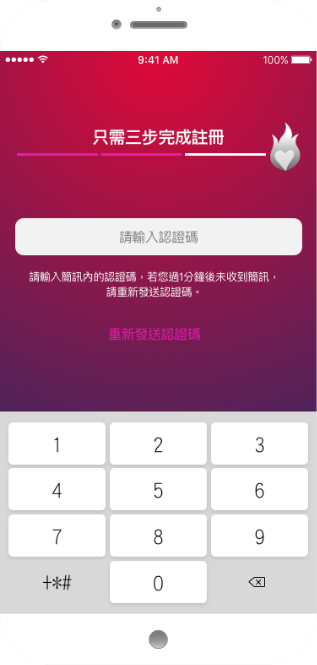 9:41 AM 100%
只需三步完成註冊
請輸入認證碼
請輸入簡訊內的認證碼，若您過1分鐘後未收到簡訊，
請重新發送認證碼。
重新發送認證碼
1 2 3
4 5 6
7 8 9
+*# 0